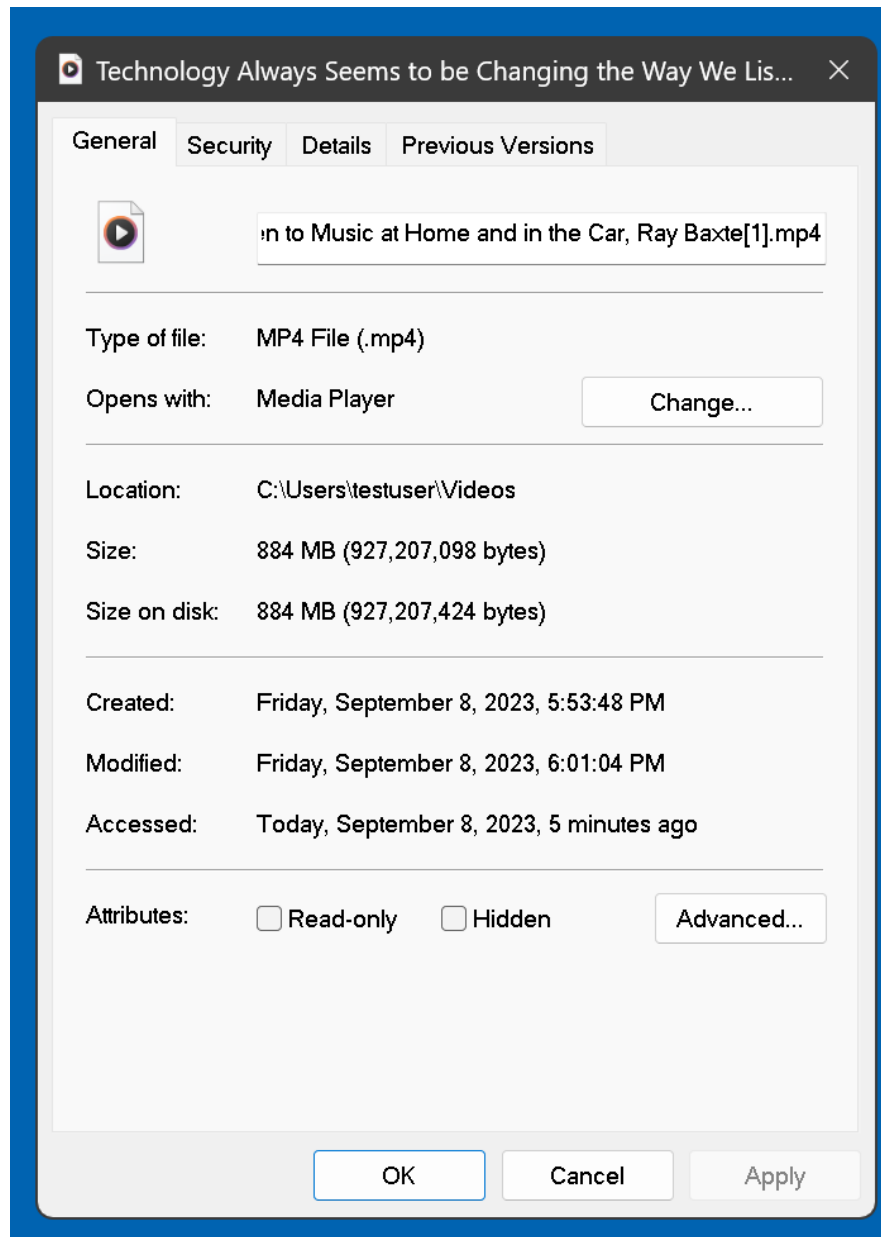 Technology Always Seems to be Changing the Way We Lis...
General Security Details Previous Versions
n to Music at Home and in the Car, Ray Baxte[1].mp4
Type of file: MP4 File (.mp4)
Opens with: Media Player Change...
Location: C:\Users\testuser\Videos
Size: 884 MB (927,207,098 bytes)
Size on disk: 884 MB (927,207,424 bytes)
Created: Friday, September 8, 2023, 5:53:48 PM
Modified: Friday, September 8, 2023, 6:01:04 PM
Accessed: Today, September 8, 2023, 5 minutes ago
Attributes: Read-only Hidden Advanced...
OK Cancel Apply